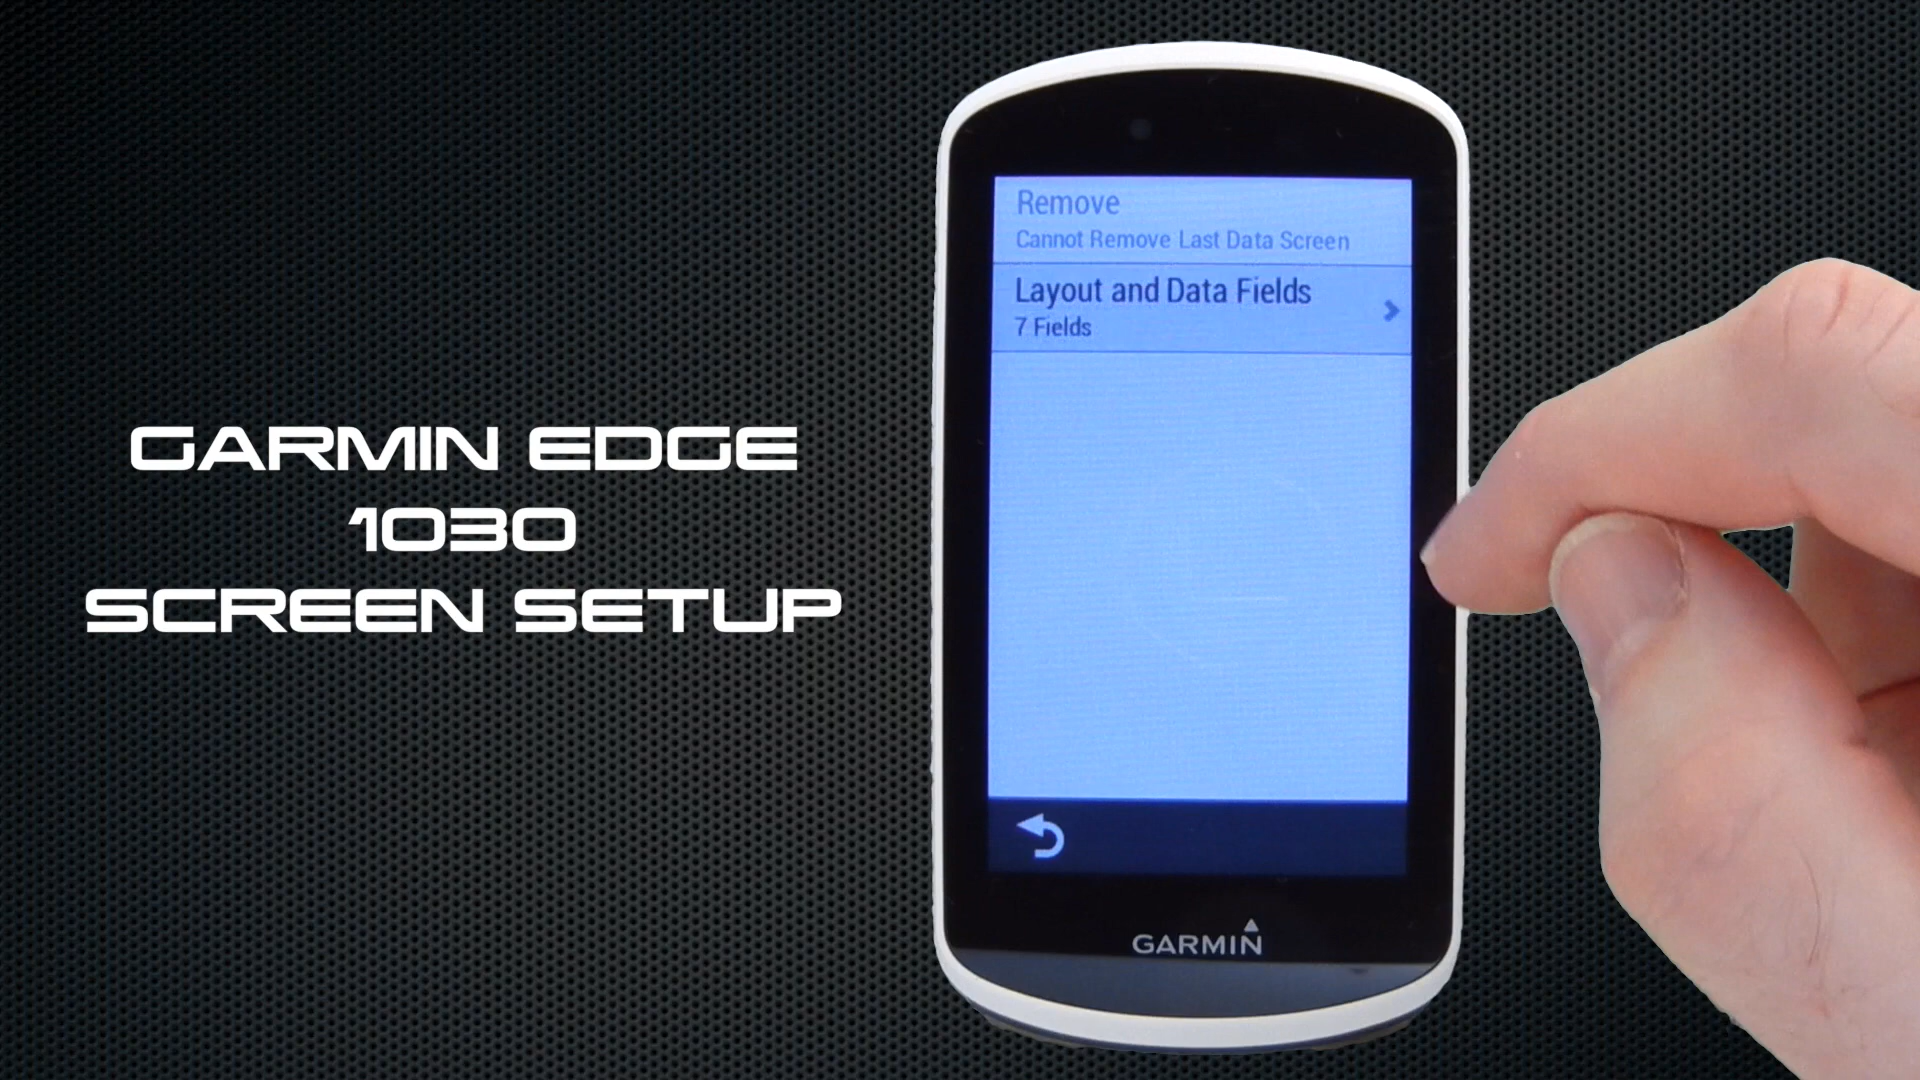 GARMIN EDGE
1030
SCREEN SETUP
Remove
Cannot Remove Last Data Screen
Layout and Data Fields
7 Fields
GARMIN